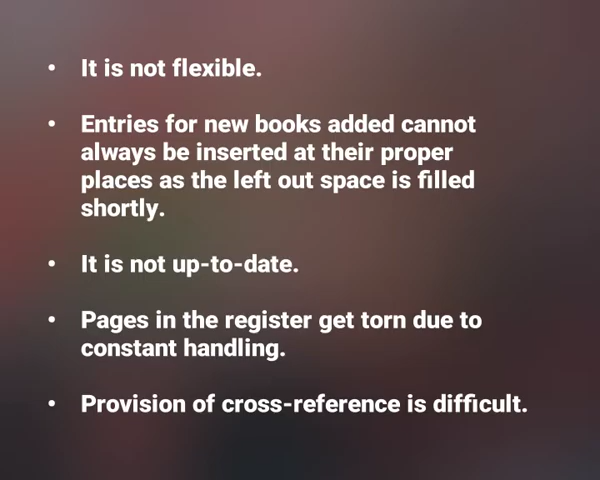 • It is not flexible.
• Entries for new books added cannot
always be inserted at their proper
places as the left out space is filled
shortly.
• It is not up-to-date.
• Pages in the register get torn due to
constant handling.
• Provision of cross-reference is difficult.